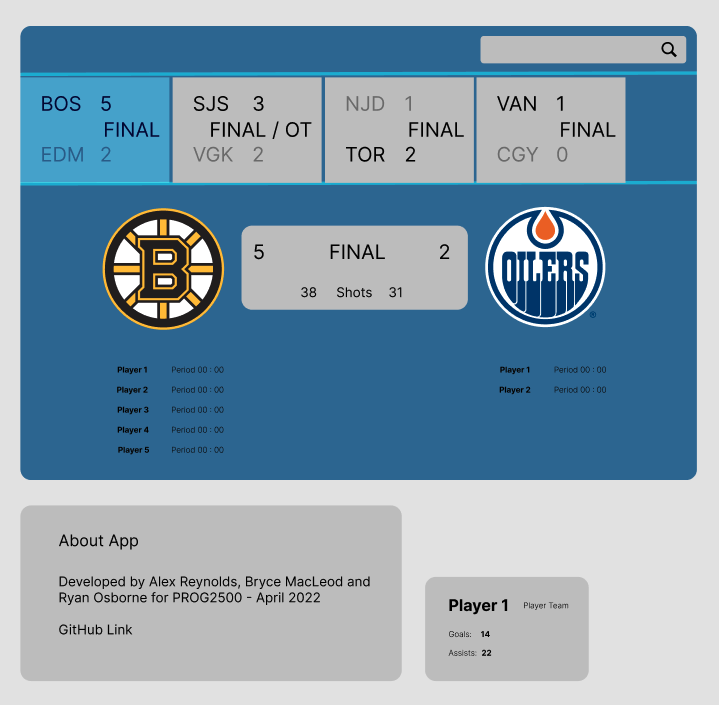 BOS 5
FINAL
EDM 2
SJS 3
FINAL / OT
VGK 2
NJD 1
FINAL
TOR 2
VAN 1
FINAL
CGY 0
B
5 FINAL 2
38 Shots 31
OILERS
®
Player 1 Period 00 : 00
Player 2 Period 00 : 00
Player 3 Period 00 : 00
Player 4 Period 00 : 00
Player 5 Period 00 : 00
Player 1 Period 00 : 00
Player 2 Period 00 : 00
About App
Developed by Alex Reynolds, Bryce MacLeod and
Ryan Osborne for PROG2500 - April 2022
GitHub Link
Player 1 Player Team
Goals: 14
Assists: 22